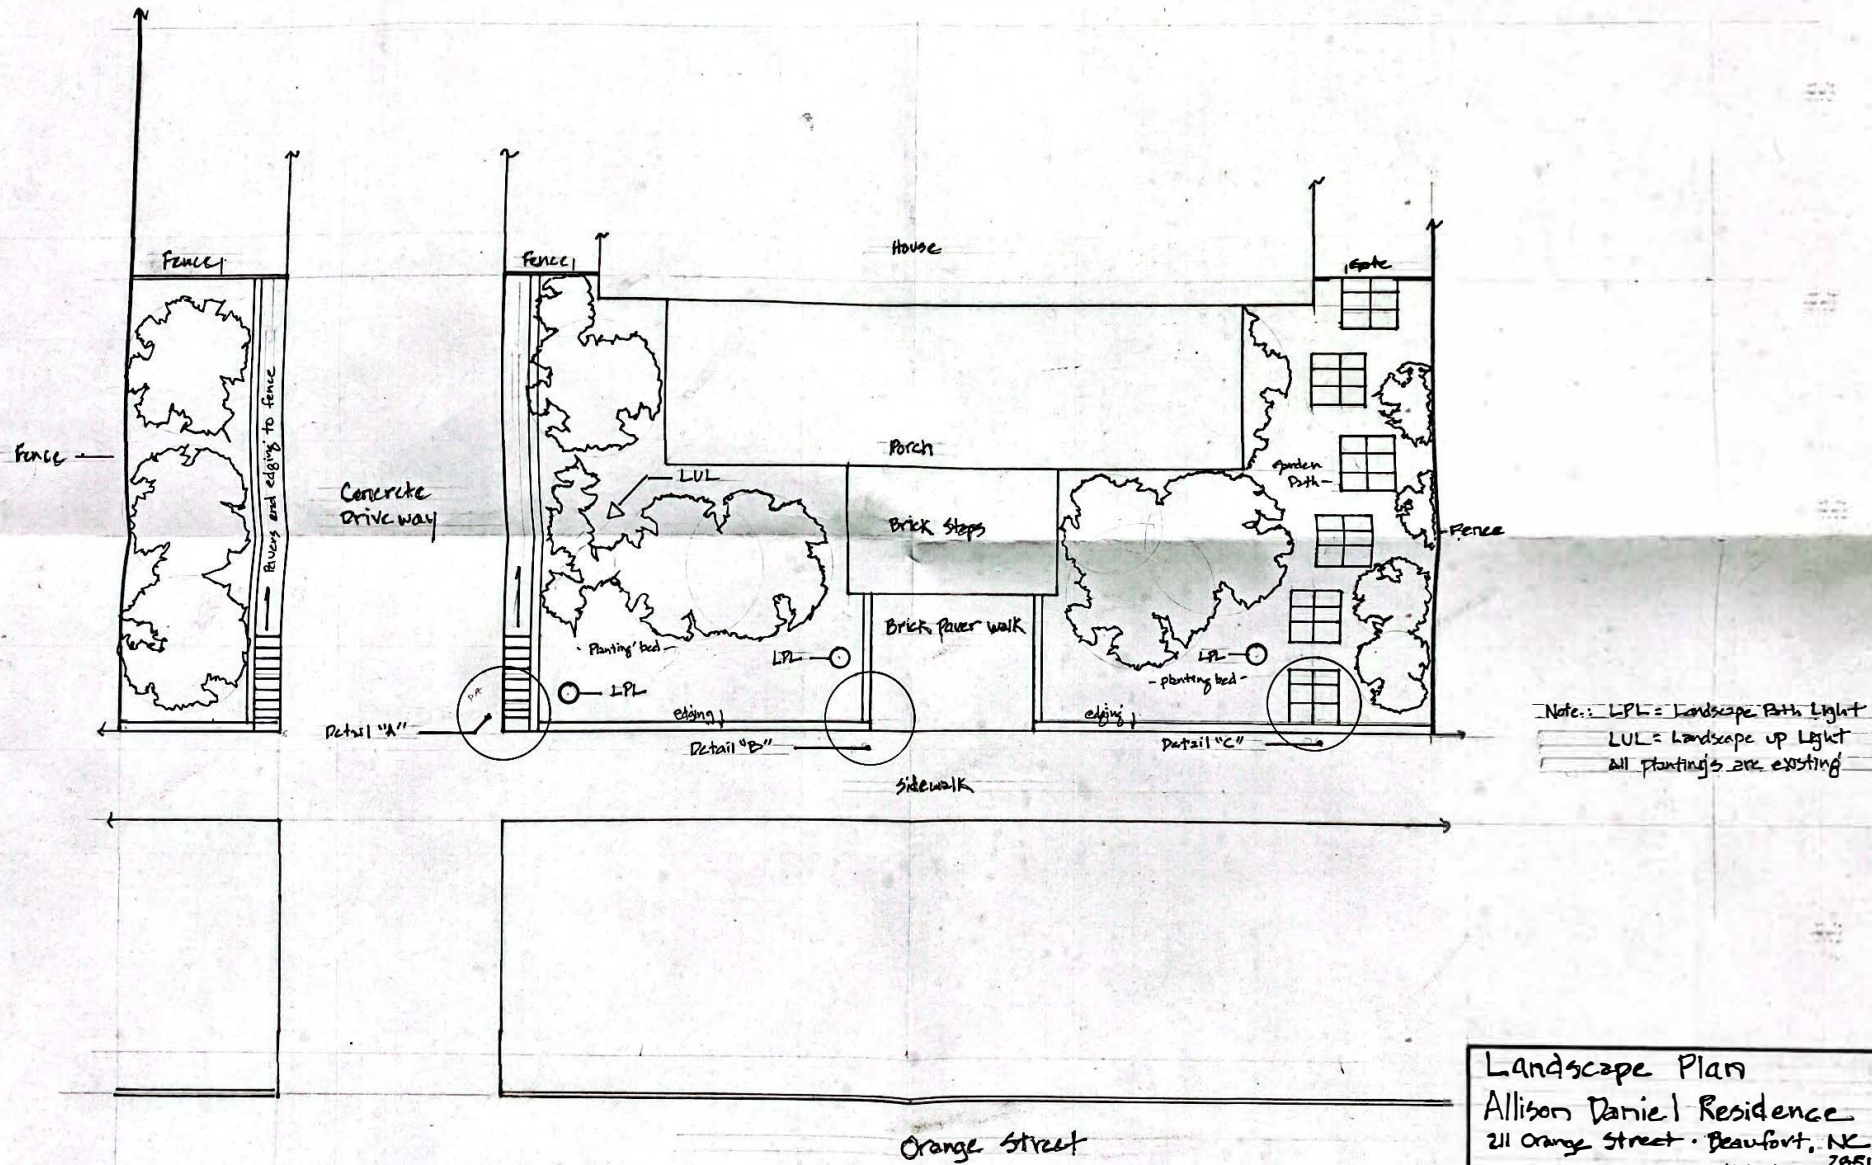 House
Fence
Fence
Gate
Pavers and edging to fence
Fence
Concrete
Driveway
Porch
LUL
Garden
Path
Brick Steps
Fence
Brick Paver Walk
- Planting bed -
LPL
LPL
- planting bed -
LPL
edging
edging
Detail "A"
Detail "B"
Detail "C"
Sidewalk
Note: LPL = Landscape Path Light
LUL = Landscape up Light
All plantings are existing
Orange Street
Landscape Plan
Allison Daniel Residence
211 Orange Street · Beaufort, NC